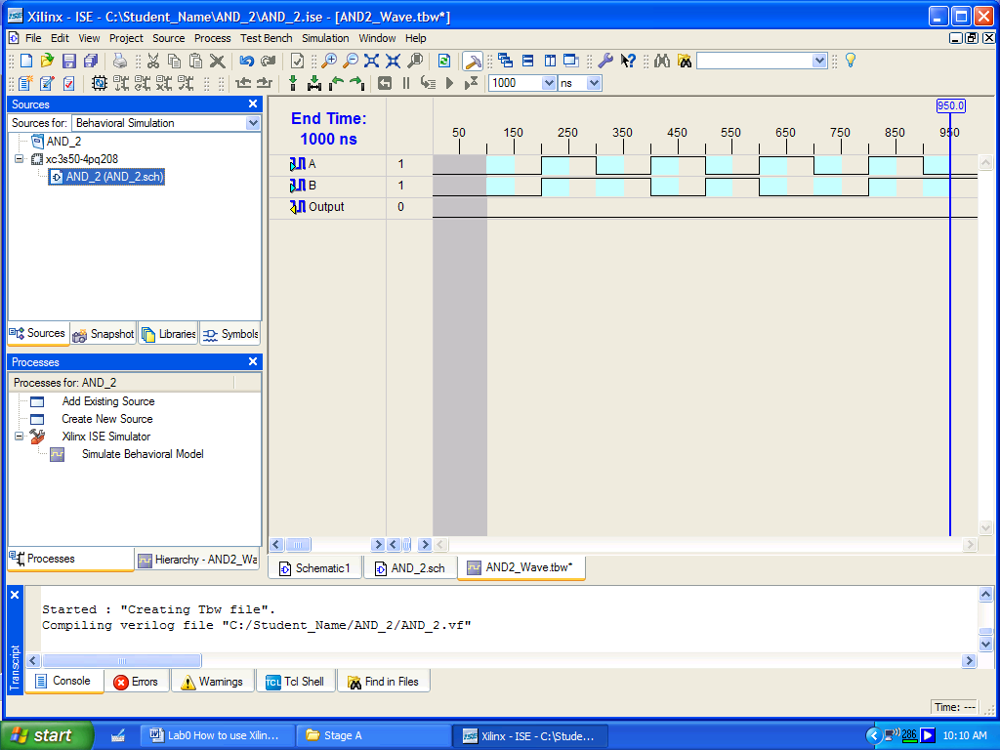 Xilinx - ISE - C:\Student_Name\AND_2\AND_2.ise - [AND2_Wave.tbw*]
File Edit View Project Source Process Test Bench Simulation Window Help
1000 ns
Sources
Sources for: Behavioral Simulation
AND_2
xc3s50-4pq208
AND_2 (AND_2.sch)
Sources Snapshot Libraries Symbols
Processes
Processes for: AND_2
Add Existing Source
Create New Source
Xilinx ISE Simulator
Simulate Behavioral Model
Processes Hierarchy - AND2_Wa
950.0
End Time:
1000 ns
50 150 250 350 450 550 650 750 850 950
A 1
B 1
Output 0
Schematic1 AND_2.sch AND2_Wave.tbw*
Transcript
Started : "Creating Tbw file".
Compiling verilog file "C:/Student_Name/AND_2/AND_2.vf"
Console Errors Warnings TCL Tcl Shell Find in Files
Time: ---
start Lab0 How to use Xilin... Stage A ISE Xilinx - ISE - C:\Stude... 286 10:10 AM